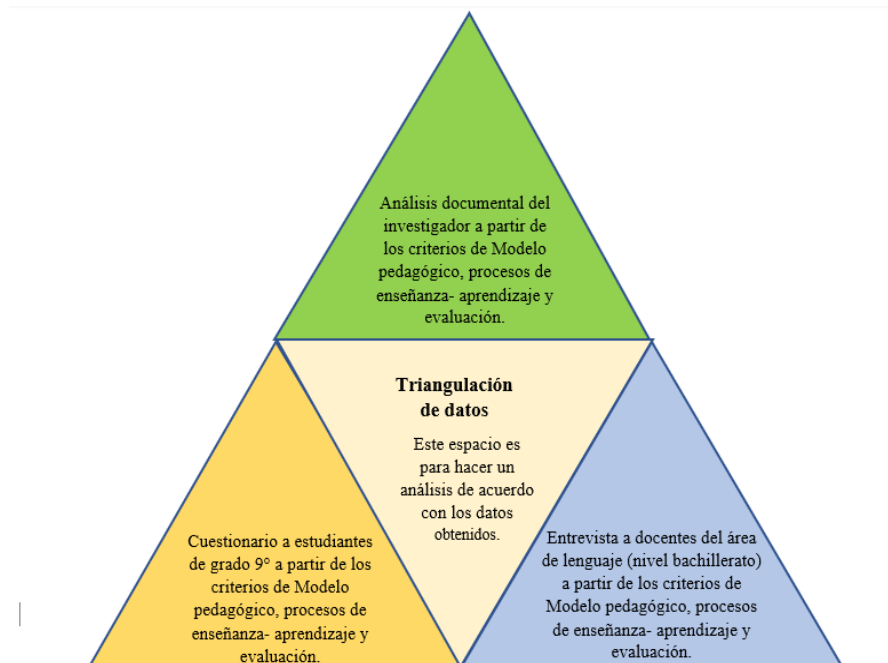 Análisis documental del
investigador a partir de
los criterios de Modelo
pedagógico, procesos de
enseñanza- aprendizaje y
evaluación.
Triangulación
de datos
Este espacio es
para hacer un
análisis de acuerdo
con los datos
obtenidos.
Cuestionario a estudiantes
de grado 9° a partir de los
criterios de Modelo
pedagógico, procesos de
enseñanza- aprendizaje y
evaluación.
Entrevista a docentes del área
de lenguaje (nivel bachillerato)
a partir de los criterios de
Modelo pedagógico, procesos
de enseñanza- aprendizaje y
evaluación.